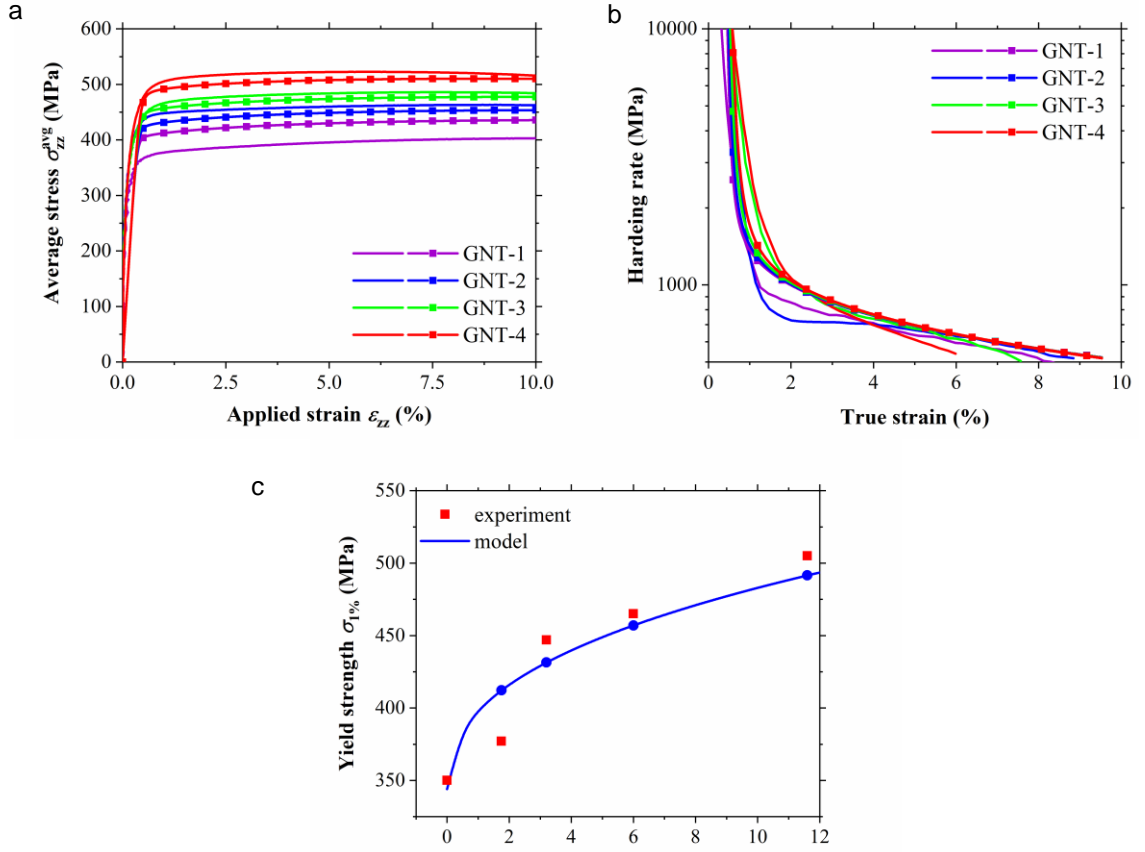 a
600
500
400
300
200
100
0
Average stress σzz^avg (MPa)
GNT-1
GNT-2
GNT-3
GNT-4
0.0 2.5 5.0 7.5 10.0
Applied strain εzz (%)
b
10000
1000
Hardeing rate (MPa)
GNT-1
GNT-2
GNT-3
GNT-4
0 2 4 6 8 10
True strain (%)
c
550
500
450
400
350
Yield strength σ1% (MPa)
experiment
model
0 2 4 6 8 10 12